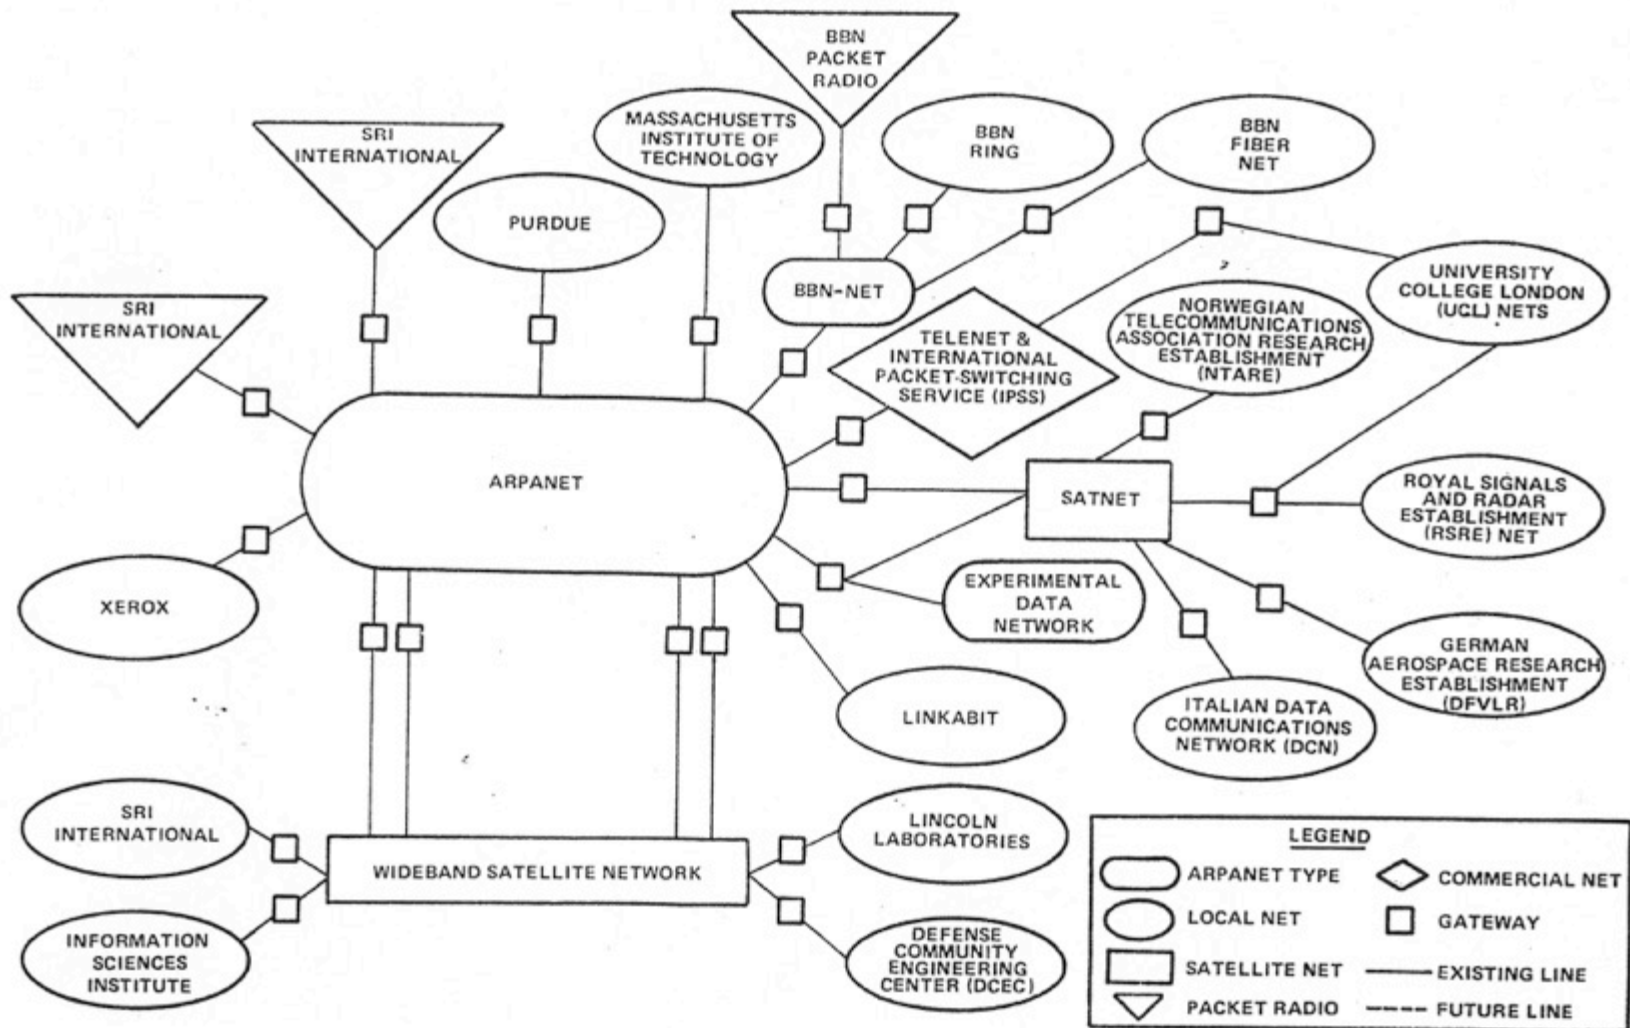 BBN
PACKET
RADIO
SRI
INTERNATIONAL
MASSACHUSETTS
INSTITUTE OF
TECHNOLOGY
BBN
RING
BBN
FIBER
NET
PURDUE
BBN-NET
UNIVERSITY
COLLEGE LONDON
(UCL) NETS
SRI
INTERNATIONAL
TELENET &
INTERNATIONAL
PACKET-SWITCHING
SERVICE (IPSS)
NORWEGIAN
TELECOMMUNICATIONS
ASSOCIATION RESEARCH
ESTABLISHMENT
(NTARE)
ARPANET
SATNET
ROYAL SIGNALS
AND RADAR
ESTABLISHMENT
(RSRE) NET
XEROX
EXPERIMENTAL
DATA
NETWORK
GERMAN
AEROSPACE RESEARCH
ESTABLISHMENT
(DFVLR)
LINKABIT
ITALIAN DATA
COMMUNICATIONS
NETWORK (DCN)
SRI
INTERNATIONAL
WIDEBAND SATELLITE NETWORK
LINCOLN
LABORATORIES
INFORMATION
SCIENCES
INSTITUTE
DEFENSE
COMMUNITY
ENGINEERING
CENTER (DCEC)
LEGEND
ARPANET TYPE
COMMERCIAL NET
LOCAL NET
GATEWAY
SATELLITE NET
EXISTING LINE
PACKET RADIO
FUTURE LINE